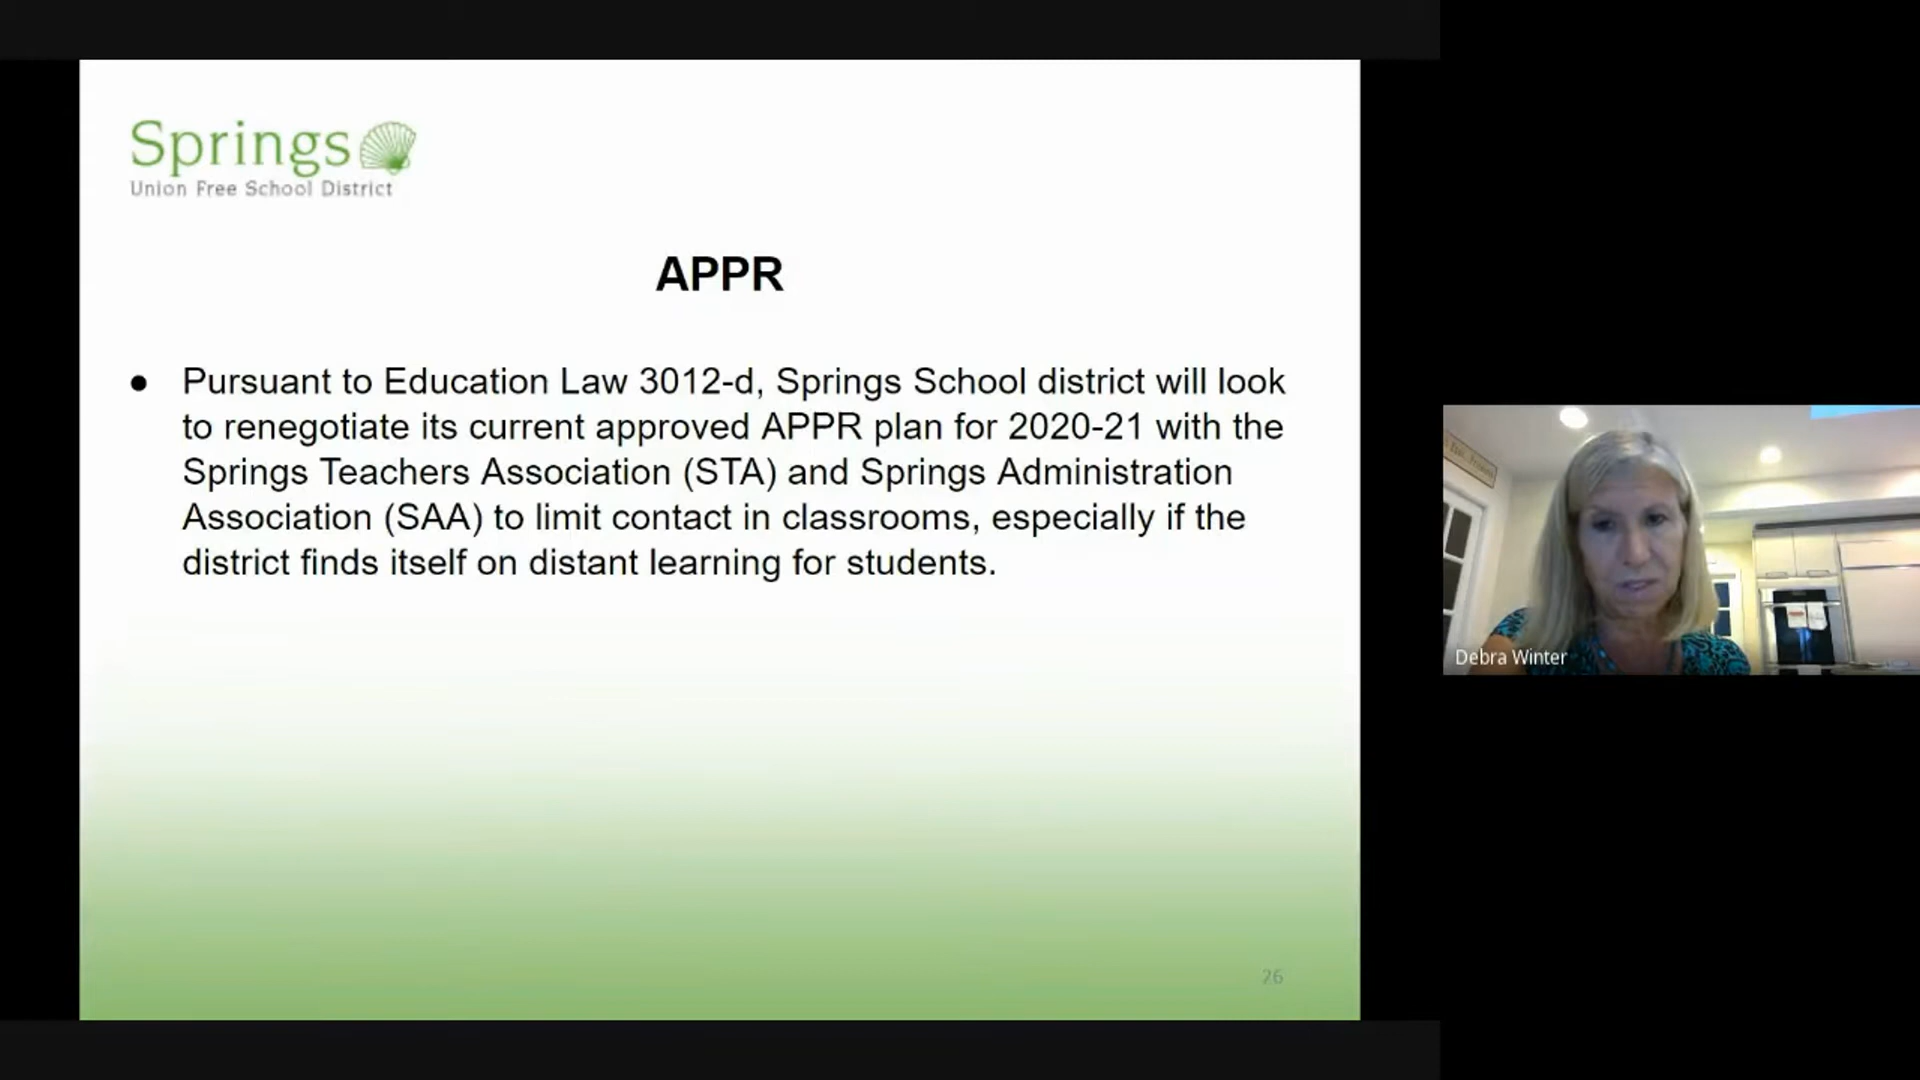 Springs
Union Free School District
APPR
● Pursuant to Education Law 3012-d, Springs School district will look
to renegotiate its current approved APPR plan for 2020-21 with the
Springs Teachers Association (STA) and Springs Administration
Association (SAA) to limit contact in classrooms, especially if the
district finds itself on distant learning for students.
26
Debra Winter